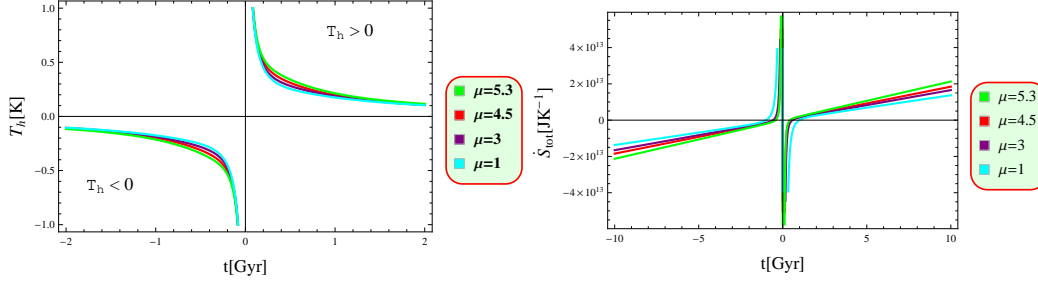 1.0
0.5
0.0
-0.5
-1.0
T_h[K]
T_h > 0
T_h < 0
-2
-1
0
1
2
t[Gyr]
μ=5.3
μ=4.5
μ=3
μ=1
4×10^13
2×10^13
0
-2×10^13
-4×10^13
Ṡ_tot[JK^-1]
-10
-5
0
5
10
t[Gyr]
μ=5.3
μ=4.5
μ=3
μ=1